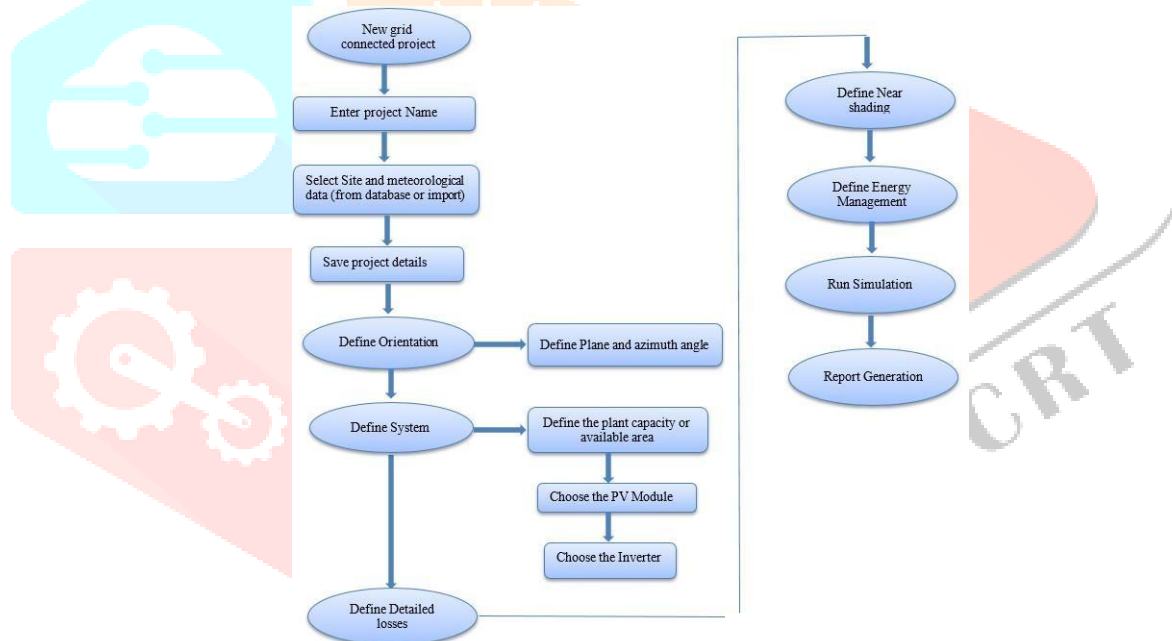 New grid
connected project
Enter project Name
Select Site and meteorological
data (from database or import)
Save project details
Define Orientation
Define Plane and azimuth angle
Define System
Define the plant capacity or
available area
Choose the PV Module
Choose the Inverter
Define Detailed
losses
Define Near
shading
Define Energy
Management
Run Simulation
Report Generation
CRT